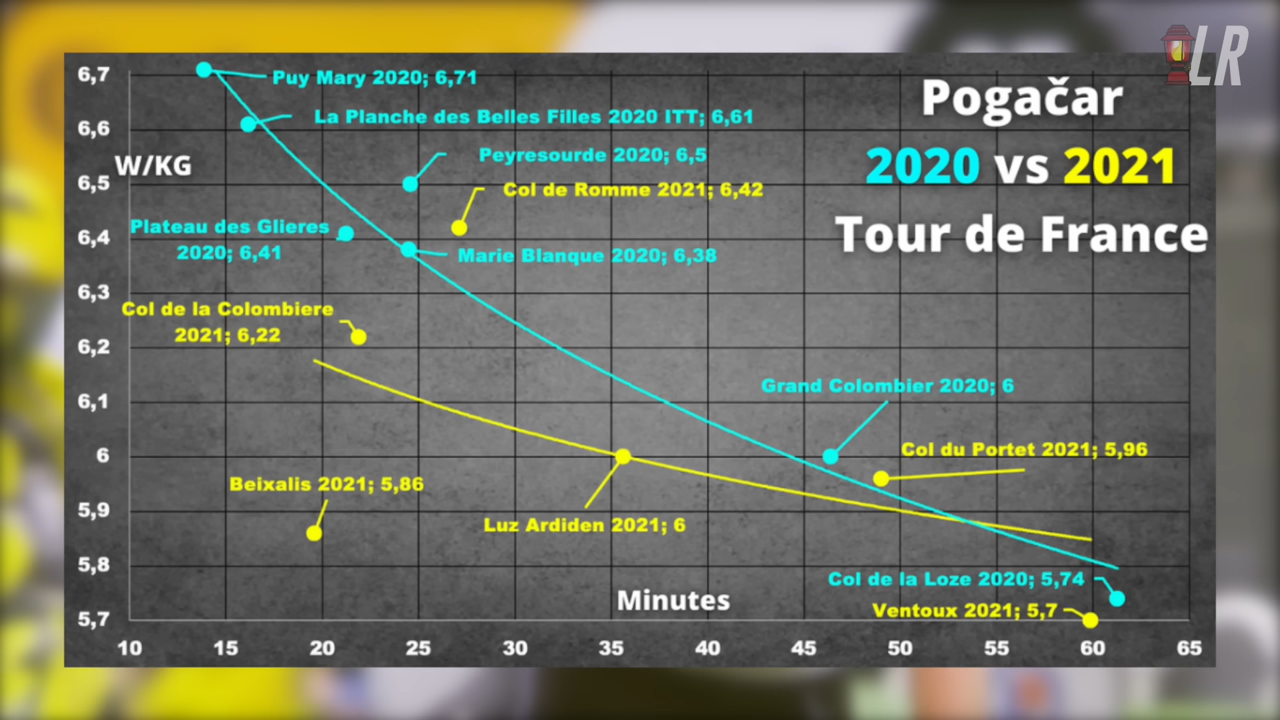 LR
Pogačar
2020 vs 2021
Tour de France
W/KG
6,7
6,6
6,5
6,4
6,3
6,2
6,1
6
5,9
5,8
5,7
Puy Mary 2020; 6,71
La Planche des Belles Filles 2020 ITT; 6,61
Peyresourde 2020; 6,5
Col de Romme 2021; 6,42
Plateau des Glieres
2020; 6,41
Marie Blanque 2020; 6,38
Col de la Colombiere
2021; 6,22
Grand Colombier 2020; 6
Col du Portet 2021; 5,96
Beixalis 2021; 5,86
Luz Ardiden 2021; 6
Col de la Loze 2020; 5,74
Ventoux 2021; 5,7
Minutes
10 15 20 25 30 35 40 45 50 55 60 65